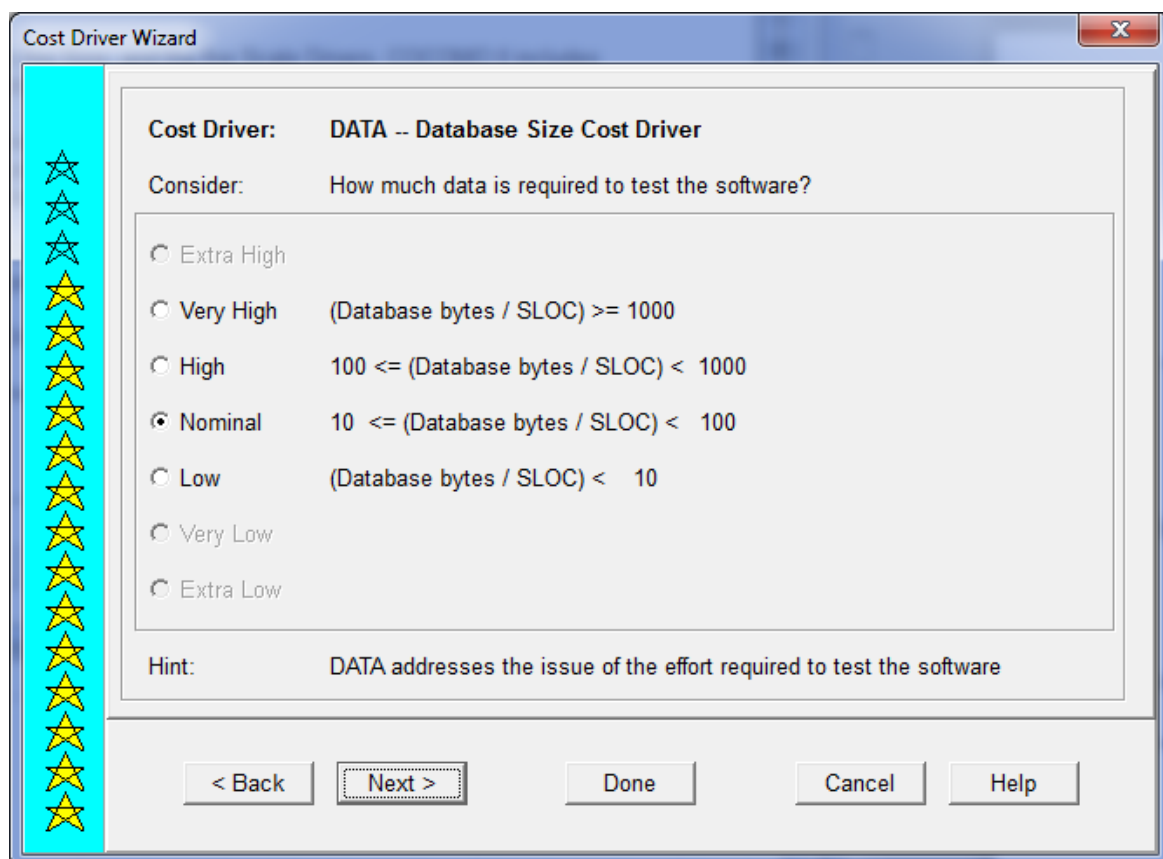 Cost Driver Wizard
Cost Driver: DATA -- Database Size Cost Driver
Consider: How much data is required to test the software?
Extra High
Very High (Database bytes / SLOC) >= 1000
High 100 <= (Database bytes / SLOC) < 1000
Nominal 10 <= (Database bytes / SLOC) < 100
Low (Database bytes / SLOC) < 10
Very Low
Extra Low
Hint: DATA addresses the issue of the effort required to test the software
< Back Next > Done Cancel Help